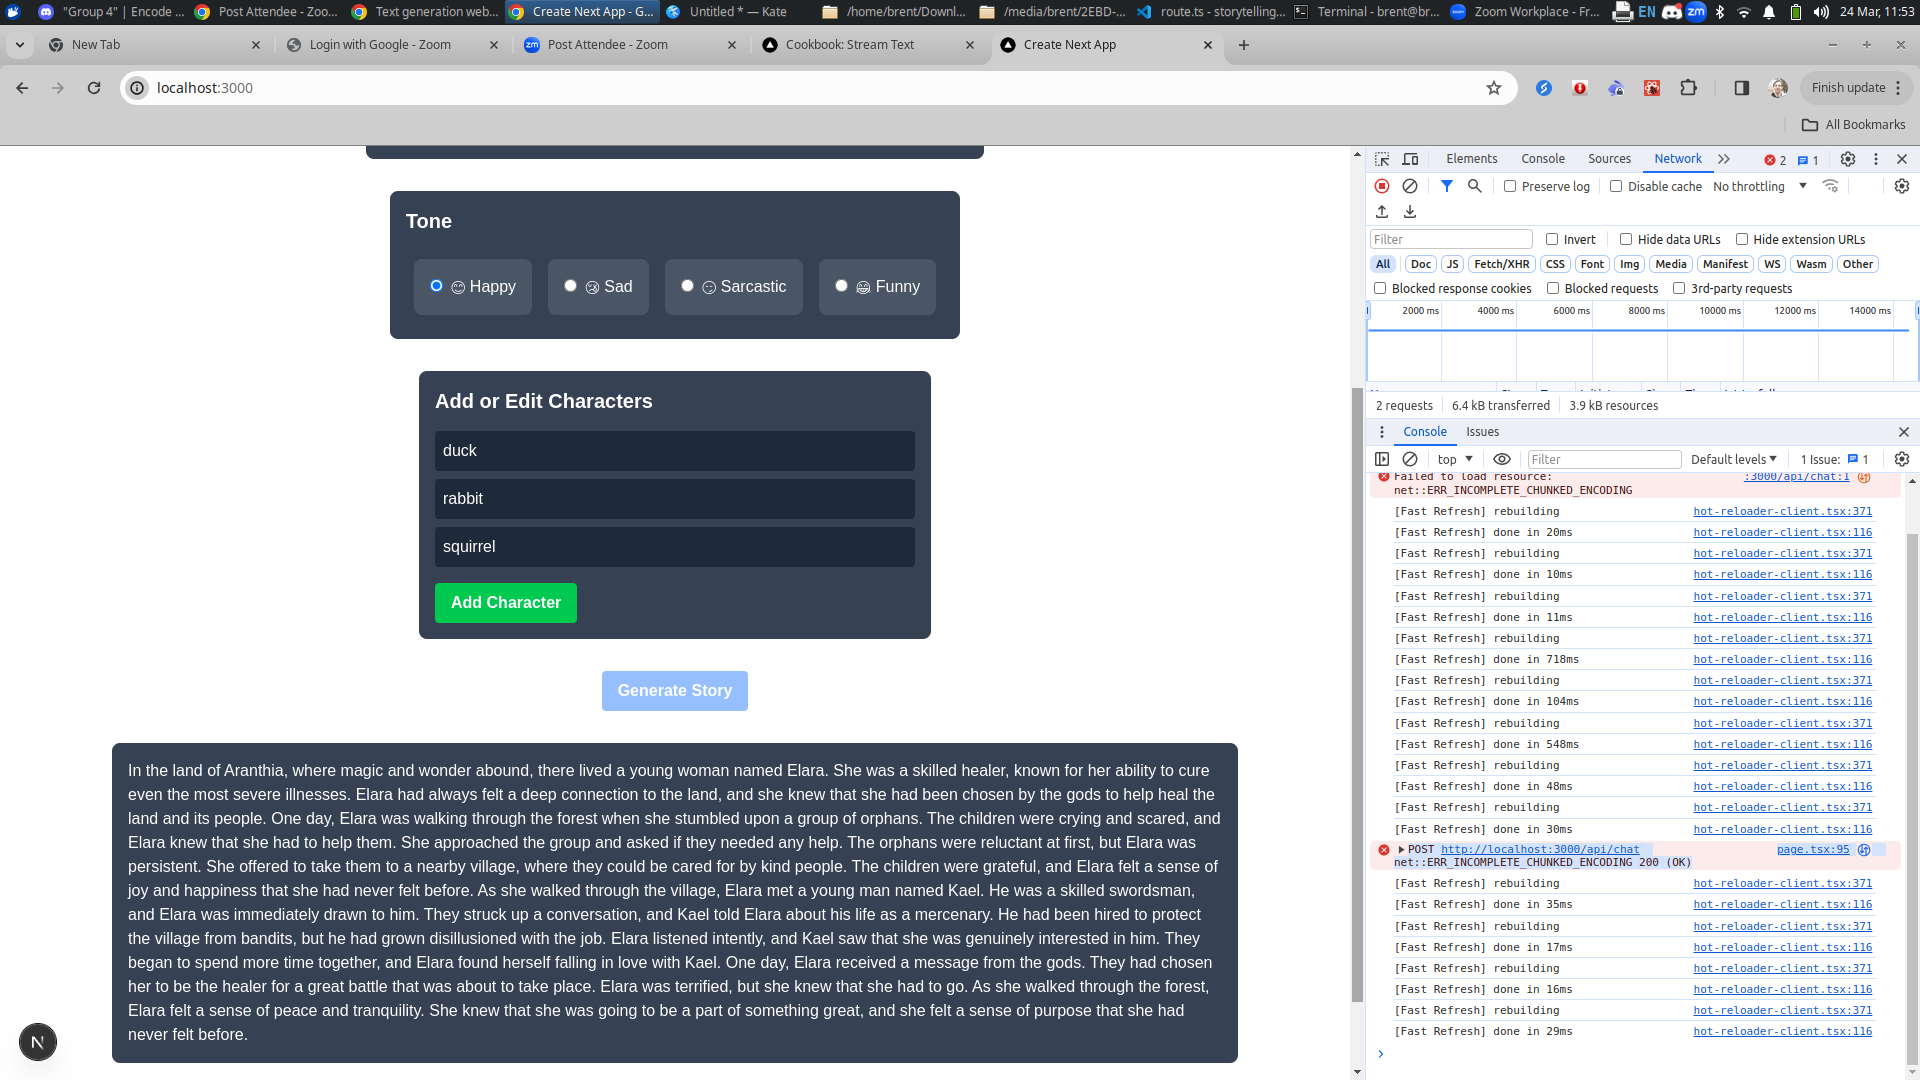 "Group 4" | Encode ...
Post Attendee - Zoo...
Text generation web...
Create Next App - G...
Untitled * — Kate
/home/brent/Downl...
/media/brent/2EBD-...
route.ts - storytelling...
Terminal - brent@br...
Zoom Workplace - Fr...
EN
zm
24 Mar, 11:53
New Tab
Login with Google - Zoom
zm
Post Attendee - Zoom
Cookbook: Stream Text
Create Next App
localhost:3000
Finish update
All Bookmarks
Tone
Happy
Sad
Sarcastic
Funny
Add or Edit Characters
duck
rabbit
squirrel
Add Character
Generate Story
In the land of Aranthia, where magic and wonder abound, there lived a young woman named Elara. She was a skilled healer, known for her ability to cure
even the most severe illnesses. Elara had always felt a deep connection to the land, and she knew that she had been chosen by the gods to help heal the
land and its people. One day, Elara was walking through the forest when she stumbled upon a group of orphans. The children were crying and scared, and
Elara knew that she had to help them. She approached the group and asked if they needed any help. The orphans were reluctant at first, but Elara was
persistent. She offered to take them to a nearby village, where they could be cared for by kind people. The children were grateful, and Elara felt a sense of
joy and happiness that she had never felt before. As she walked through the village, Elara met a young man named Kael. He was a skilled swordsman,
and Elara was immediately drawn to him. They struck up a conversation, and Kael told Elara about his life as a mercenary. He had been hired to protect
the village from bandits, but he had grown disillusioned with the job. Elara listened intently, and Kael saw that she was genuinely interested in him. They
began to spend more time together, and Elara found herself falling in love with Kael. One day, Elara received a message from the gods. They had chosen
her to be the healer for a great battle that was about to take place. Elara was terrified, but she knew that she had to go. As she walked through the forest,
Elara felt a sense of peace and tranquility. She knew that she was going to be a part of something great, and she felt a sense of purpose that she had
never felt before.
N
Elements
Console
Sources
Network
2
1
Preserve log
Disable cache
No throttling
Filter
Invert
Hide data URLs
Hide extension URLs
All
Doc
JS
Fetch/XHR
CSS
Font
Img
Media
Manifest
WS
Wasm
Other
Blocked response cookies
Blocked requests
3rd-party requests
2000 ms
4000 ms
6000 ms
8000 ms
10000 ms
12000 ms
14000 ms
2 requests
6.4 kB transferred
3.9 kB resources
Console
Issues
top
Filter
Default levels
1 Issue:
1
Failed to load resource: :3000/api/chat:1
net::ERR_INCOMPLETE_CHUNKED_ENCODING
[Fast Refresh] rebuilding hot-reloader-client.tsx:371
[Fast Refresh] done in 20ms hot-reloader-client.tsx:116
[Fast Refresh] rebuilding hot-reloader-client.tsx:371
[Fast Refresh] done in 10ms hot-reloader-client.tsx:116
[Fast Refresh] rebuilding hot-reloader-client.tsx:371
[Fast Refresh] done in 11ms hot-reloader-client.tsx:116
[Fast Refresh] rebuilding hot-reloader-client.tsx:371
[Fast Refresh] done in 718ms hot-reloader-client.tsx:116
[Fast Refresh] rebuilding hot-reloader-client.tsx:371
[Fast Refresh] done in 104ms hot-reloader-client.tsx:116
[Fast Refresh] rebuilding hot-reloader-client.tsx:371
[Fast Refresh] done in 548ms hot-reloader-client.tsx:116
[Fast Refresh] rebuilding hot-reloader-client.tsx:371
[Fast Refresh] done in 48ms hot-reloader-client.tsx:116
[Fast Refresh] rebuilding hot-reloader-client.tsx:371
[Fast Refresh] done in 30ms hot-reloader-client.tsx:116
POST http://localhost:3000/api/chat page.tsx:95
net::ERR_INCOMPLETE_CHUNKED_ENCODING 200 (OK)
[Fast Refresh] rebuilding hot-reloader-client.tsx:371
[Fast Refresh] done in 35ms hot-reloader-client.tsx:116
[Fast Refresh] rebuilding hot-reloader-client.tsx:371
[Fast Refresh] done in 17ms hot-reloader-client.tsx:116
[Fast Refresh] rebuilding hot-reloader-client.tsx:371
[Fast Refresh] done in 16ms hot-reloader-client.tsx:116
[Fast Refresh] rebuilding hot-reloader-client.tsx:371
[Fast Refresh] done in 29ms hot-reloader-client.tsx:116